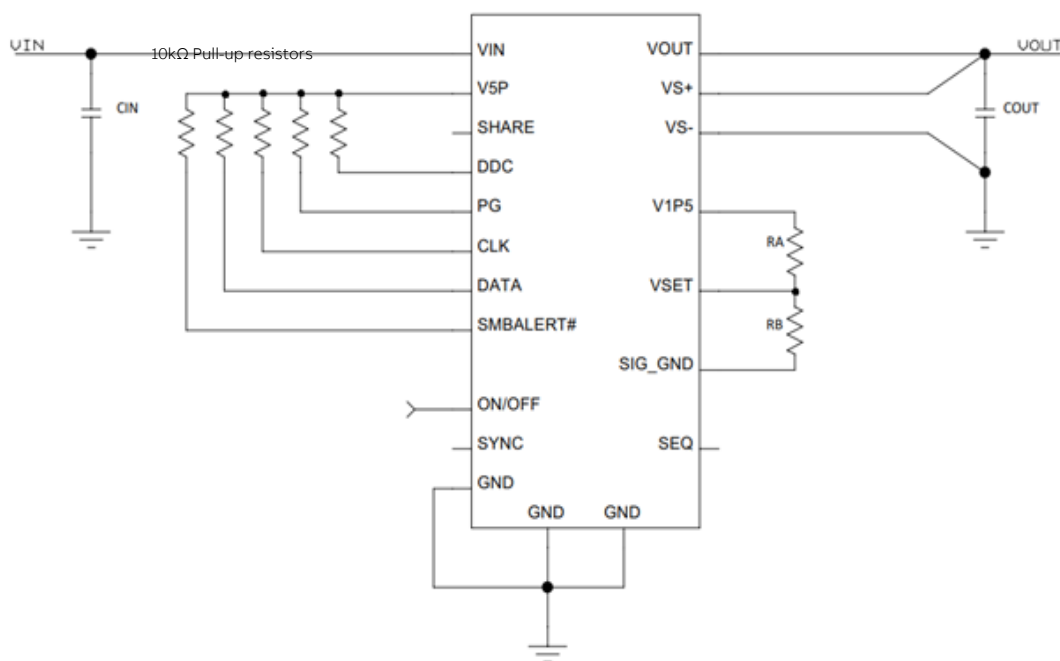 VIN
10kΩ Pull-up resistors
VIN
VOUT
VOUT
V5P
VS+
CIN
COUT
SHARE
VS-
DDC
PG
V1P5
RA
CLK
DATA
VSET
SMBALERT#
RB
SIG_GND
ON/OFF
SYNC
SEQ
GND
GND
GND